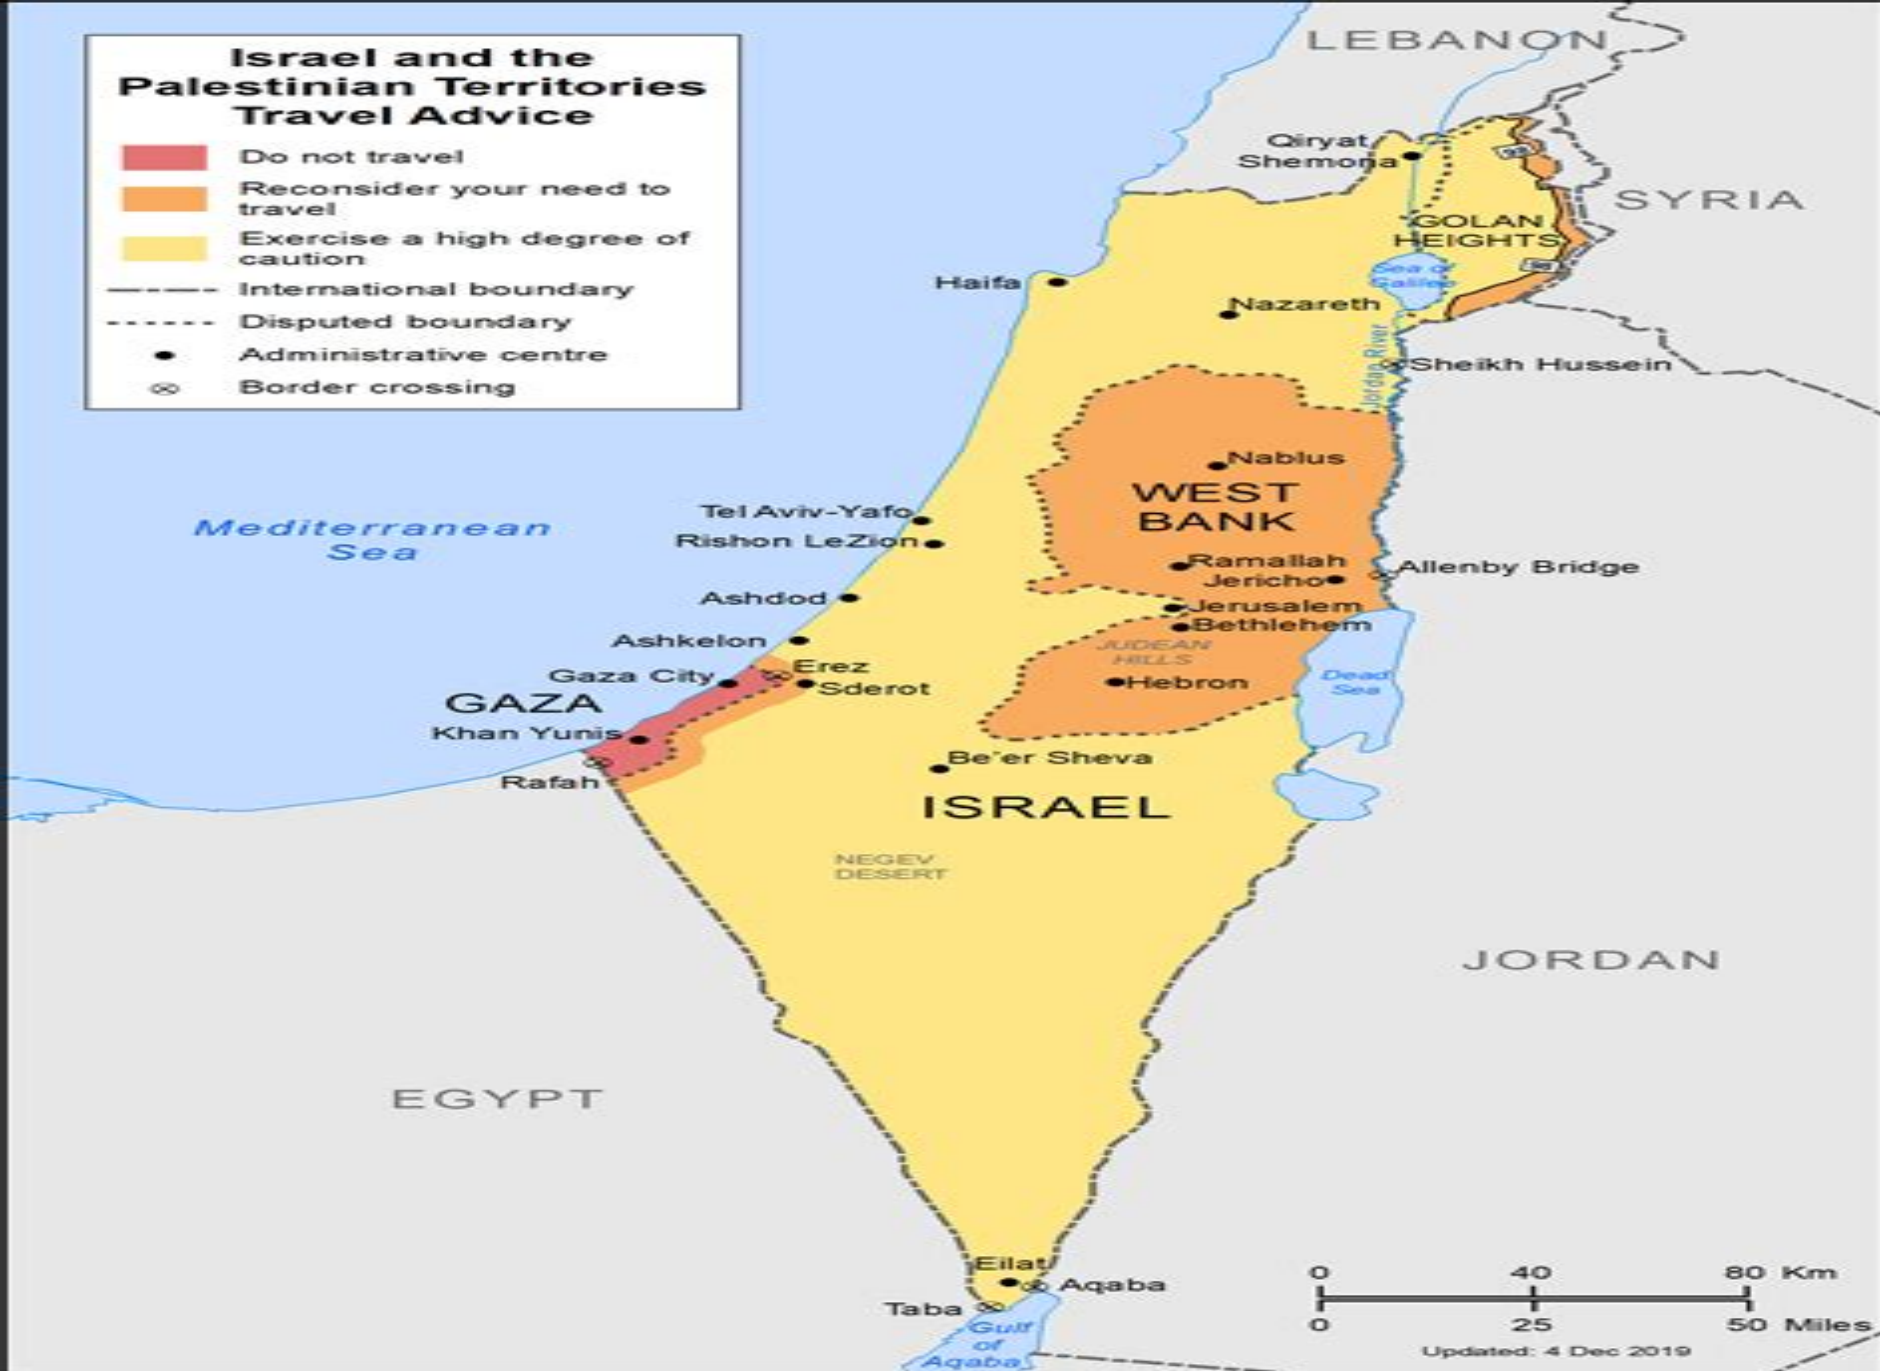 Israel and the
Palestinian Territories
Travel Advice
Do not travel
Reconsider your need to
travel
Exercise a high degree of
caution
International boundary
Disputed boundary
Administrative centre
Border crossing
LEBANON
Qiryat
Shemona
SYRIA
GOLAN
HEIGHTS
98
98
Sea of
Galilee
Haifa
Nazareth
Jordan River
Sheikh Hussein
Nablus
WEST
BANK
Mediterranean
Sea
Tel Aviv-Yafo
Rishon LeZion
Ramallah
Jericho
Allenby Bridge
Ashdod
Jerusalem
Bethlehem
Ashkelon
JUDEAN
HILLS
Erez
Gaza City
Sderot
Hebron
Dead
Sea
GAZA
Khan Yunis
Rafah
Be'er Sheva
ISRAEL
NEGEV
DESERT
JORDAN
EGYPT
Eilat
Aqaba
Taba
Gulf
of
Aqaba
0 40 80 Km
0 25 50 Miles
Updated: 4 Dec 2019